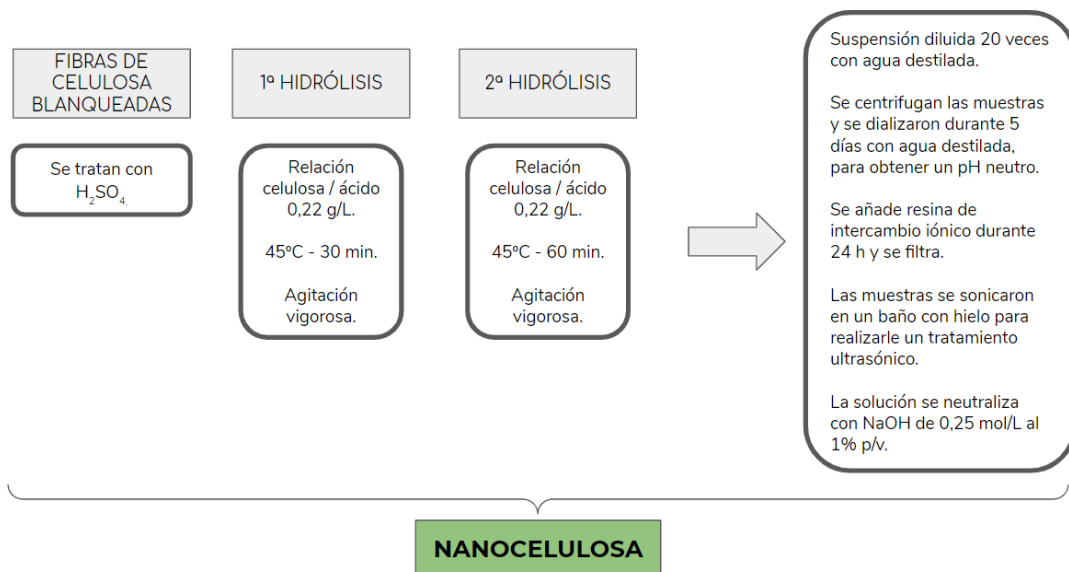 FIBRAS DE
CELULOSA
BLANQUEADAS
Se tratan con
H₂SO₄.
1ª HIDRÓLISIS
Relación
celulosa / ácido
0,22 g/L.
45ºC - 30 min.
Agitación
vigorosa.
2ª HIDRÓLISIS
Relación
celulosa / ácido
0,22 g/L.
45ºC - 60 min.
Agitación
vigorosa.
Suspensión diluida 20 veces
con agua destilada.
Se centrifugan las muestras
y se dializaron durante 5
días con agua destilada,
para obtener un pH neutro.
Se añade resina de
intercambio iónico durante
24 h y se filtra.
Las muestras se sonicaron
en un baño con hielo para
realizarle un tratamiento
ultrasónico.
La solución se neutraliza
con NaOH de 0,25 mol/L al
1% p/v.
NANOCELULOSA